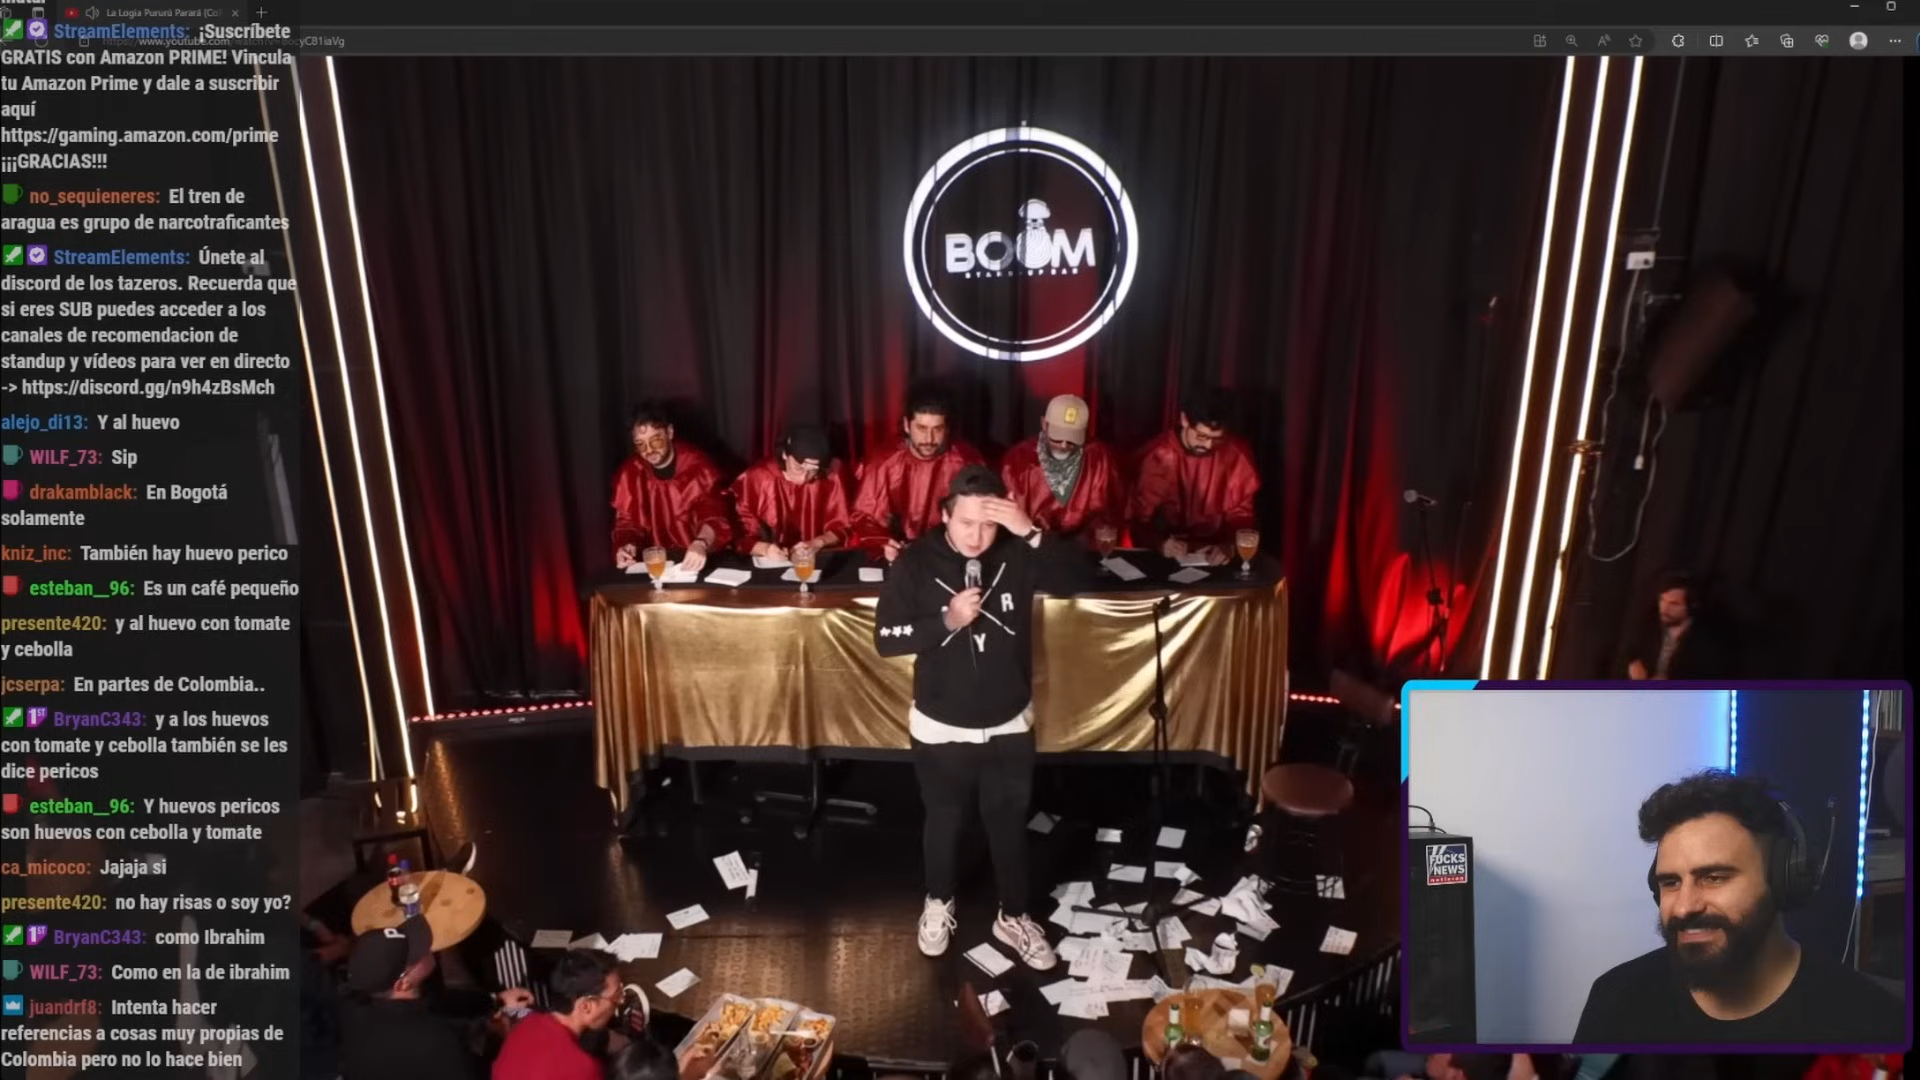 La Logia Pururú Parará (Co
StreamElements: ¡Suscríbete
GRATIS con Amazon PRIME! Vincula
tu Amazon Prime y dale a suscribir
aquí
https://gaming.amazon.com/prime
¡¡¡GRACIAS!!!
no_sequieneres: El tren de
aragua es grupo de narcotraficantes
StreamElements: Únete al
discord de los tazeros. Recuerda que
si eres SUB puedes acceder a los
canales de recomendacion de
standup y vídeos para ver en directo
-> https://discord.gg/n9h4zBsMch
alejo_di13: Y al huevo
WILF_73: Sip
drakamblack: En Bogotá
solamente
kniz_inc: También hay huevo perico
esteban__96: Es un café pequeño
presente420: y al huevo con tomate
y cebolla
jcserpa: En partes de Colombia..
BryanC343: y a los huevos
con tomate y cebolla también se les
dice pericos
esteban__96: Y huevos pericos
son huevos con cebolla y tomate
ca_micoco: Jajaja si
presente420: no hay risas o soy yo?
BryanC343: como Ibrahim
WILF_73: Como en la de ibrahim
juandrf8: Intenta hacer
referencias a cosas muy propias de
Colombia pero no lo hace bien
BOOM
R
Y
FUCKS
NEWS